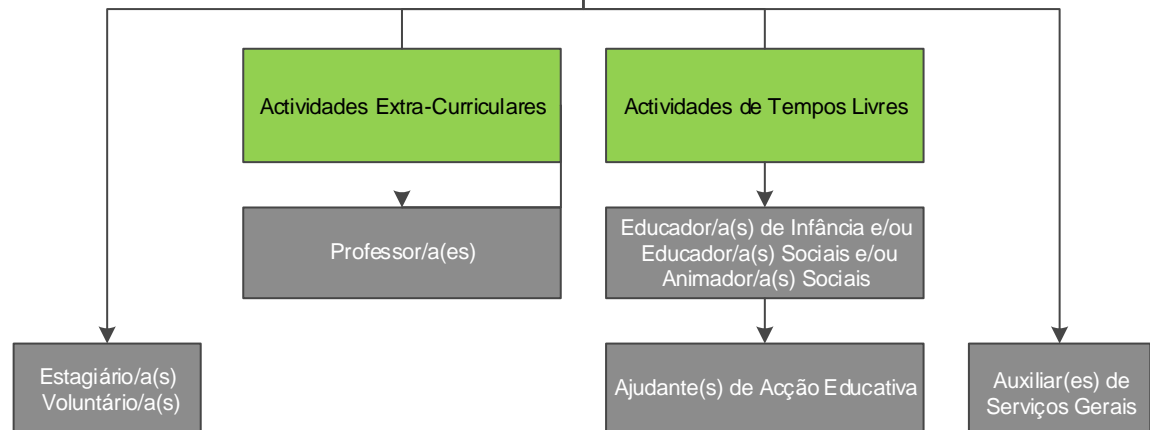 Actividades Extra-Curriculares
Actividades de Tempos Livres
Professor/a(es)
Educador/a(s) de Infância e/ou
Educador/a(s) Sociais e/ou
Animador/a(s) Sociais
Estagiário/a(s)
Voluntário/a(s)
Ajudante(s) de Acção Educativa
Auxiliar(es) de
Serviços Gerais